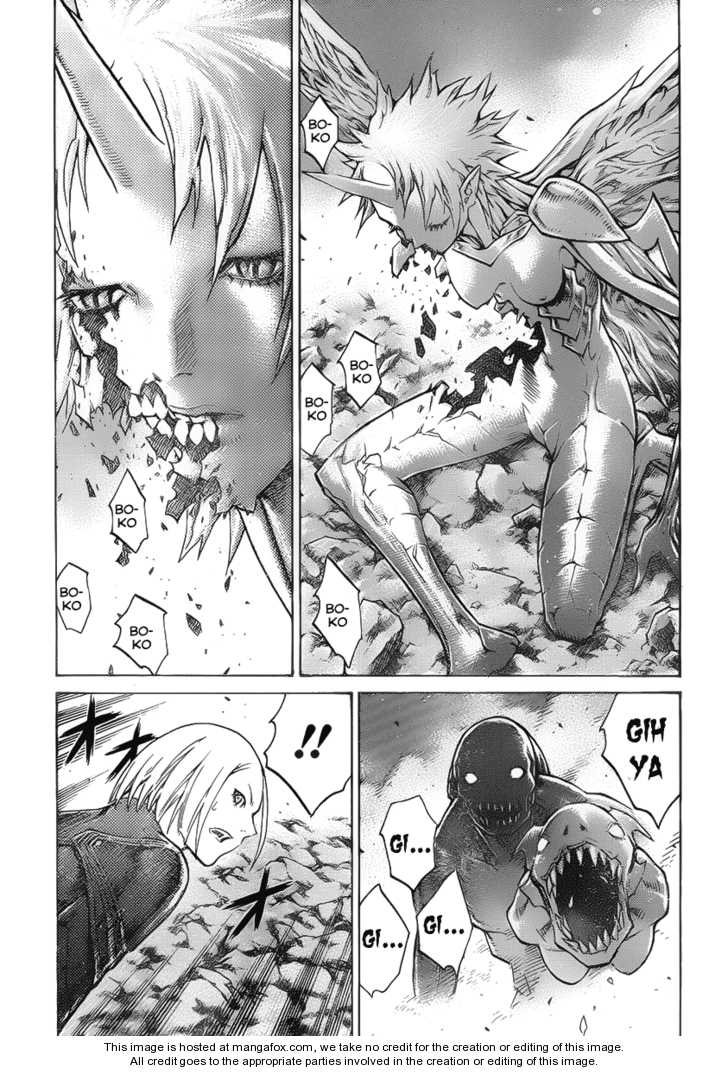 BO-
KO
BO-
KO
BO-
KO
BO-
KO
BO-
KO
BO-
KO
BO-
KO
!!
GIH
YA
GI...
GI...
GI...
This image is hosted at mangafox.com, we take no credit for the creation or editing of this image.
All credit goes to the appropriate parties involved in the creation or editing of this image.